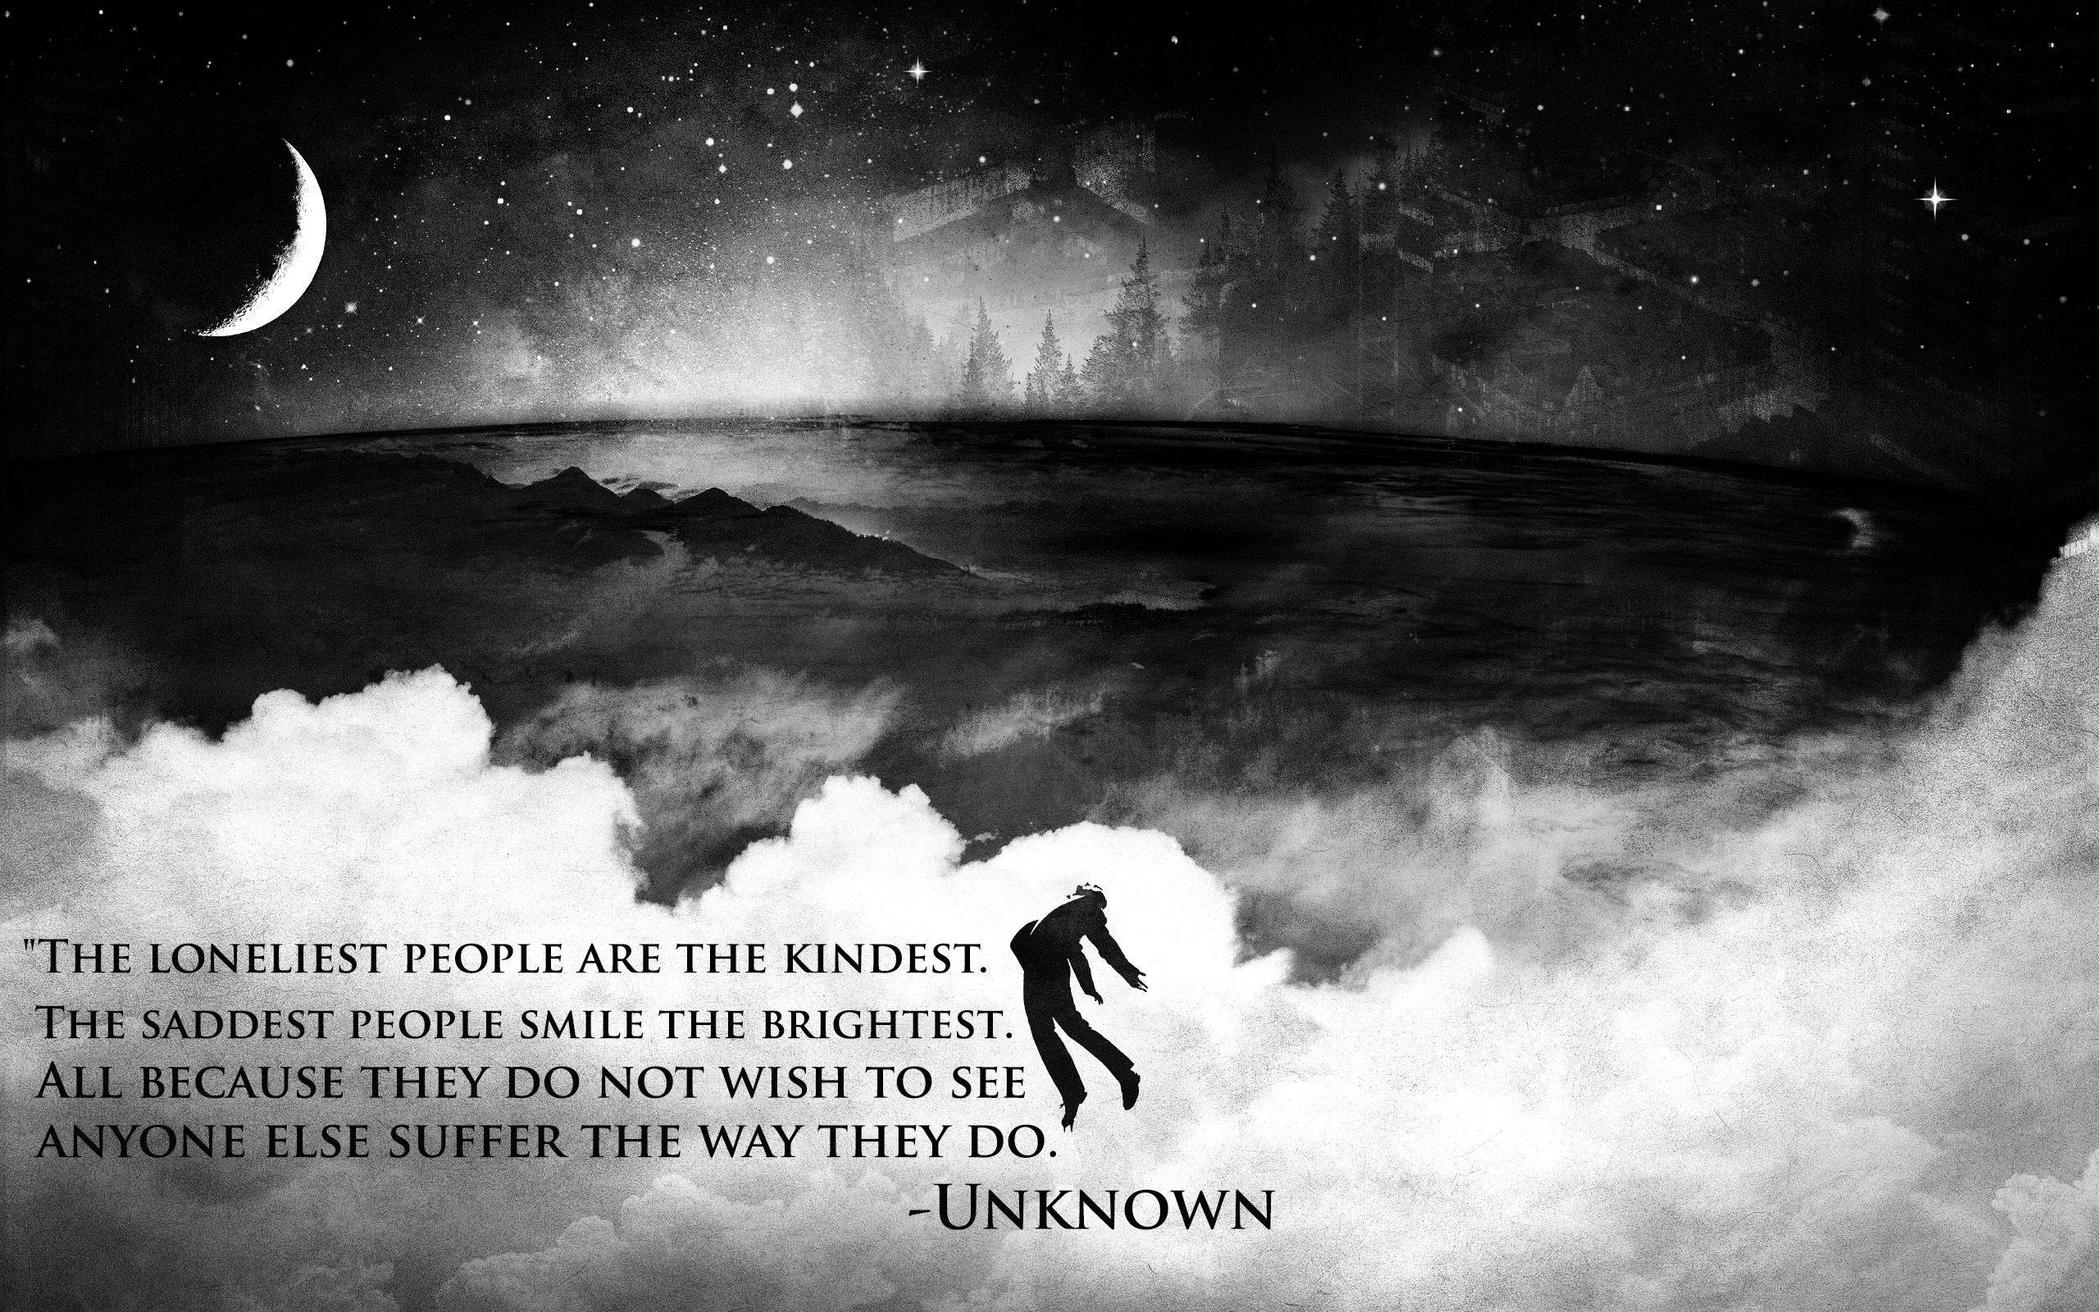 "The loneliest people are the kindest.
The saddest people smile the brightest.
All because they do not wish to see
anyone else suffer the way they do.
-Unknown